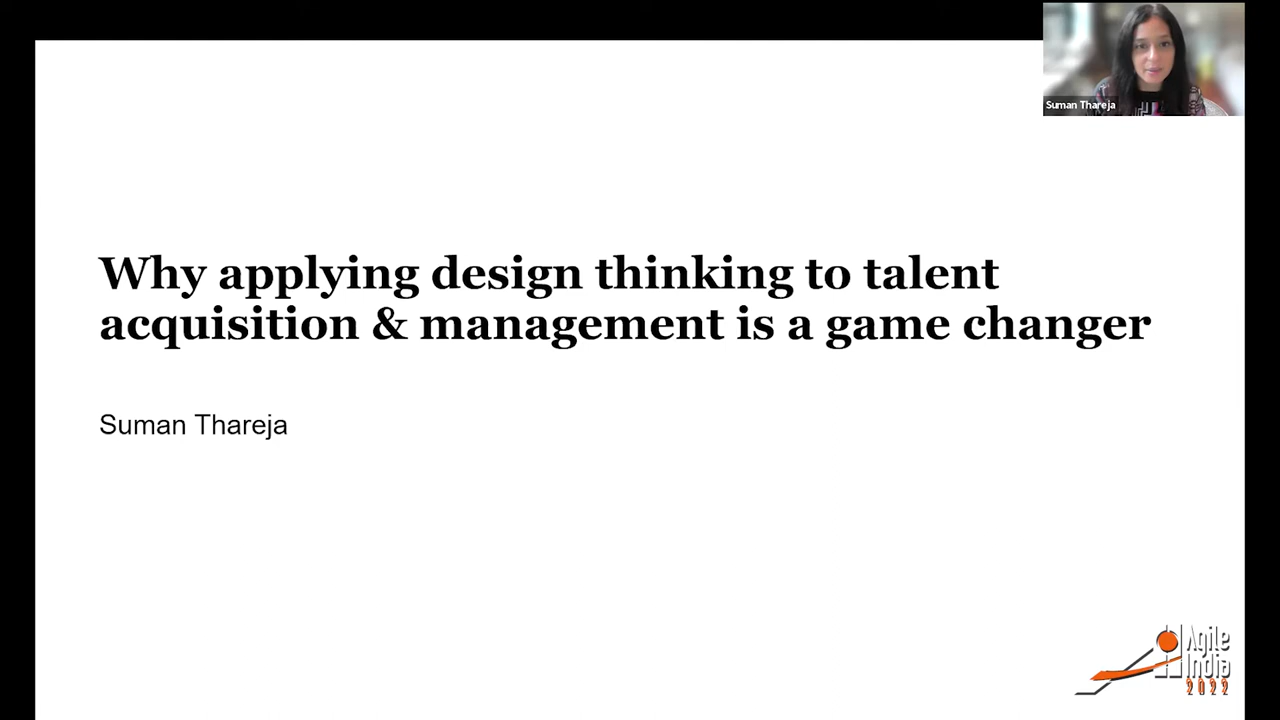 Suman Thareja
Why applying design thinking to talent
acquisition & management is a game changer
Suman Thareja
Agile
India
2022